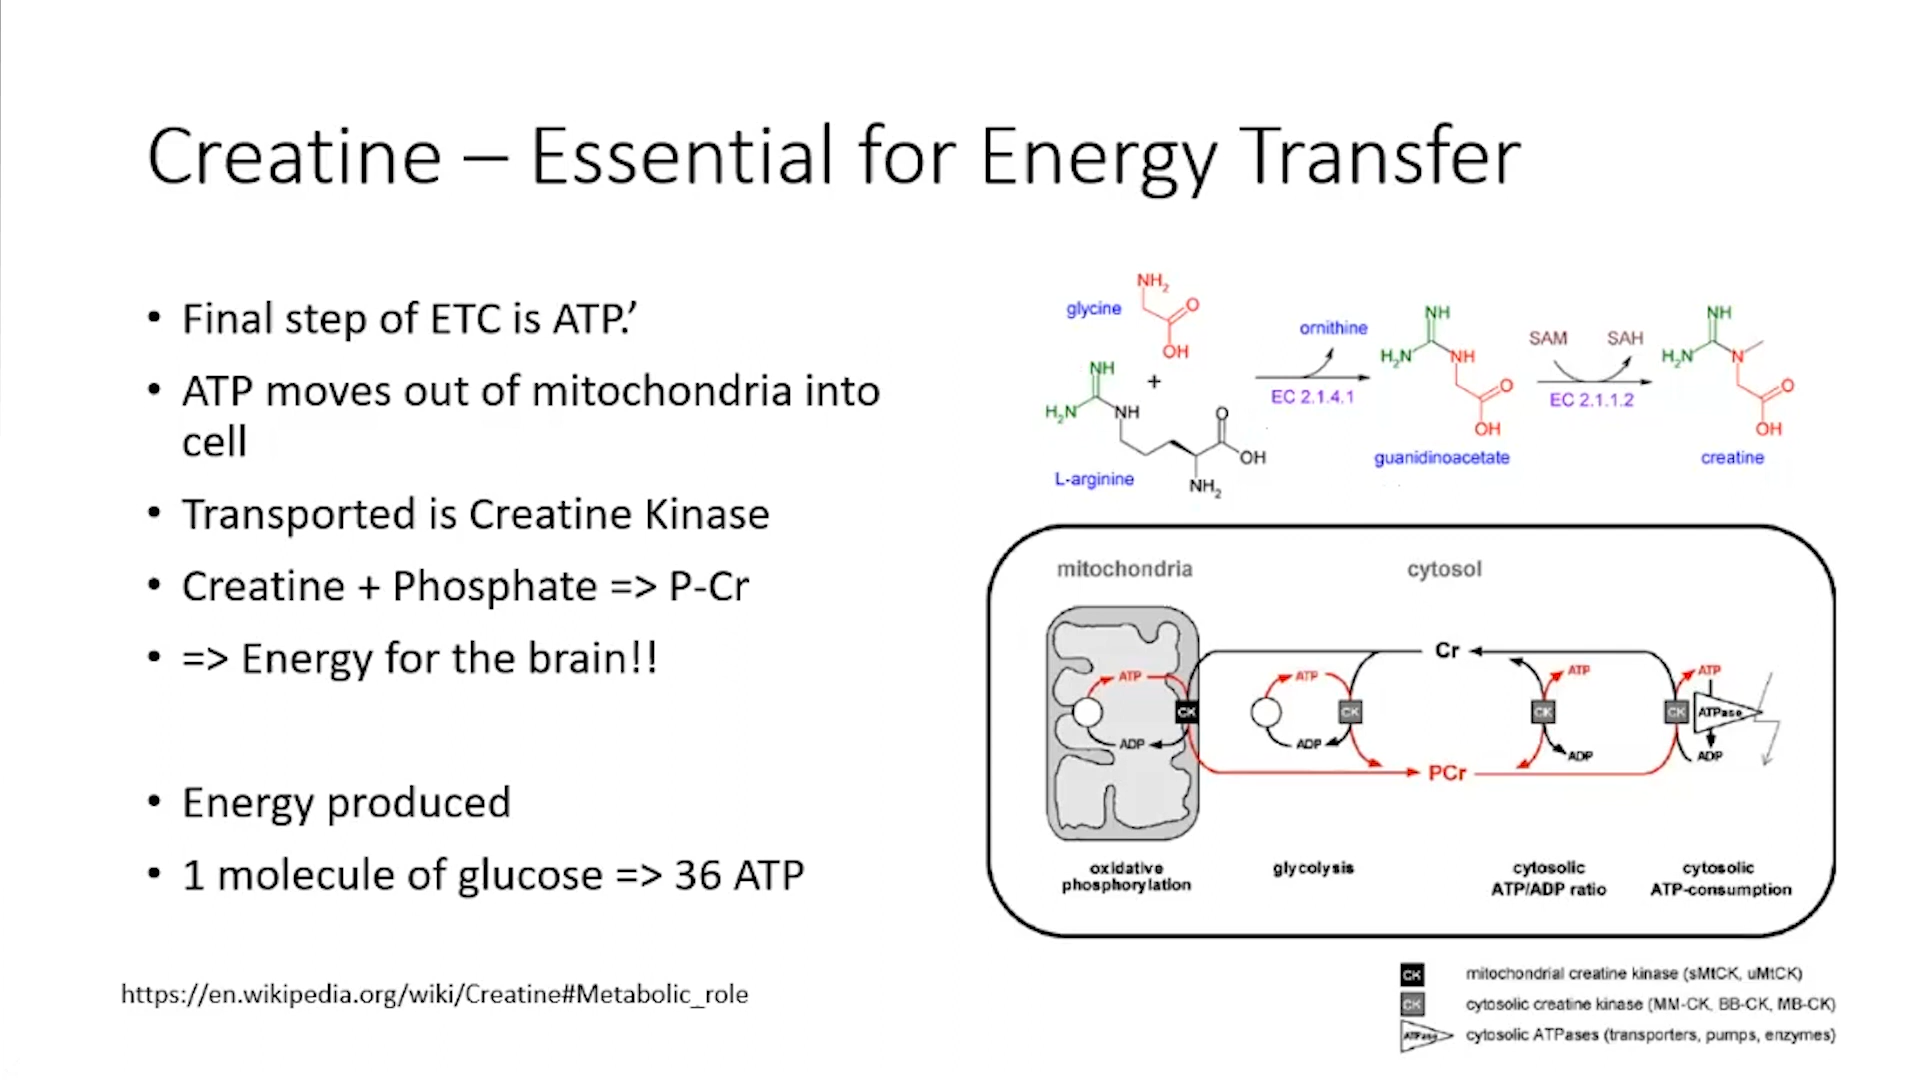 Creatine – Essential for Energy Transfer
• Final step of ETC is ATP.’
• ATP moves out of mitochondria into
cell
• Transported is Creatine Kinase
• Creatine + Phosphate => P-Cr
• => Energy for the brain!!
• Energy produced
• 1 molecule of glucose => 36 ATP
https://en.wikipedia.org/wiki/Creatine#Metabolic_role
NH₂
glycine
O
OH
+
NH
H₂N
NH
O
OH
NH₂
L-arginine
ornithine
EC 2.1.4.1
NH
H₂N
NH
O
OH
guanidinoacetate
SAM
SAH
EC 2.1.1.2
NH
H₂N
N
O
OH
creatine
mitochondria
cytosol
Cr
ATP
ATP
ATP
ATP
CK
CK
CK
CK
ATPase
ADP
ADP
ADP
ADP
PCr
oxidative
phosphorylation
glycolysis
cytosolic
ATP/ADP ratio
cytosolic
ATP-consumption
CK mitochondrial creatine kinase (sMtCK, uMtCK)
CK cytosolic creatine kinase (MM-CK, BB-CK, MB-CK)
ATPase cytosolic ATPases (transporters, pumps, enzymes)